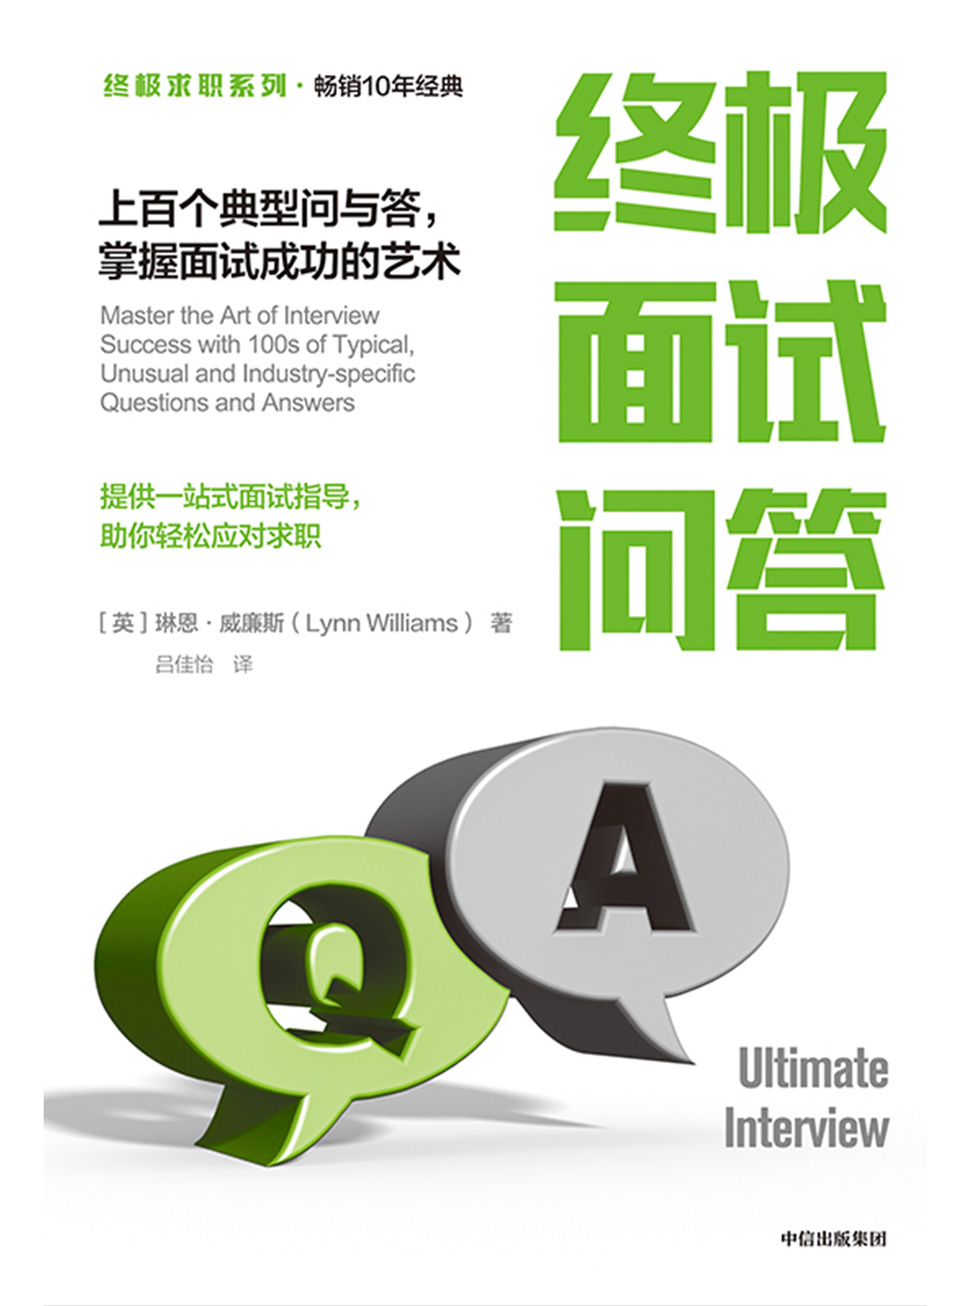 终极求职系列·畅销10年经典
终极
面试
问答
上百个典型问与答，
掌握面试成功的艺术
Master the Art of Interview
Success with 100s of Typical,
Unusual and Industry-specific
Questions and Answers
提供一站式面试指导，
助你轻松应对求职
［英］琳恩·威廉斯（Lynn Williams） 著
吕佳怡 译
A
Q
Ultimate
Interview
中信出版集团